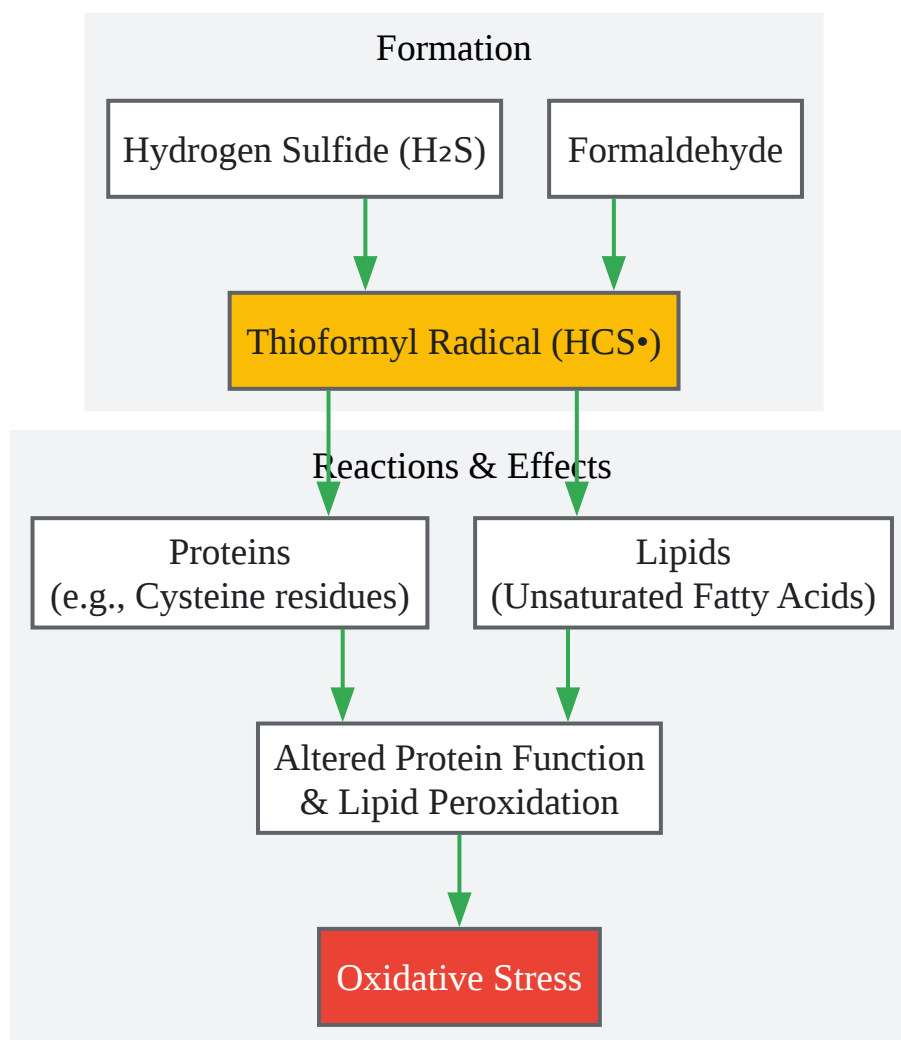 Formation
Hydrogen Sulfide (H₂S)
Formaldehyde
Thioformyl Radical (HCS•)
Reactions & Effects
Proteins
(e.g., Cysteine residues)
Lipids
(Unsaturated Fatty Acids)
Altered Protein Function
& Lipid Peroxidation
Oxidative Stress